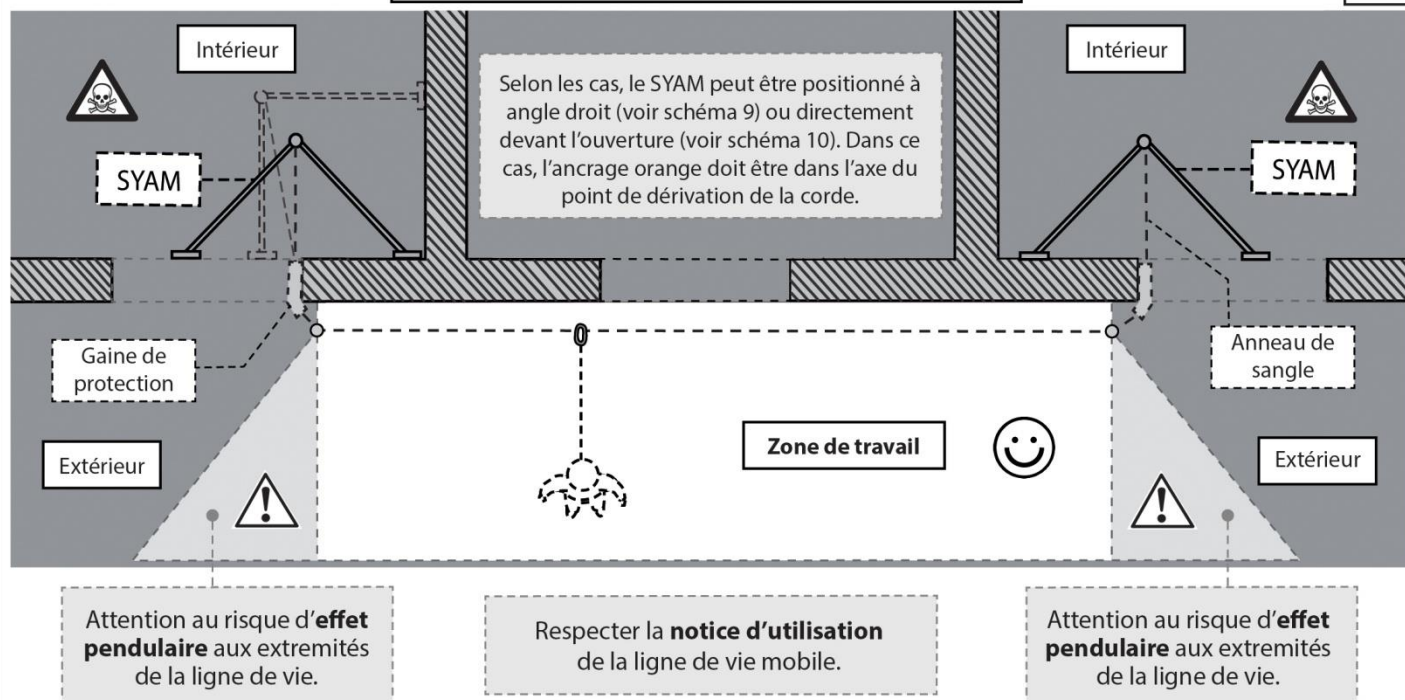 Intérieur
Selon les cas, le SYAM peut être positionné à
angle droit (voir schéma 9) ou directement
devant l'ouverture (voir schéma 10). Dans ce
cas, l'ancrage orange doit être dans l'axe du
point de dérivation de la corde.
Intérieur
SYAM
SYAM
Gaine de
protection
Anneau de
sangle
Extérieur
Zone de travail
Extérieur
Attention au risque d'effet
pendulaire aux extremités
de la ligne de vie.
Respecter la notice d'utilisation
de la ligne de vie mobile.
Attention au risque d'effet
pendulaire aux extremités
de la ligne de vie.